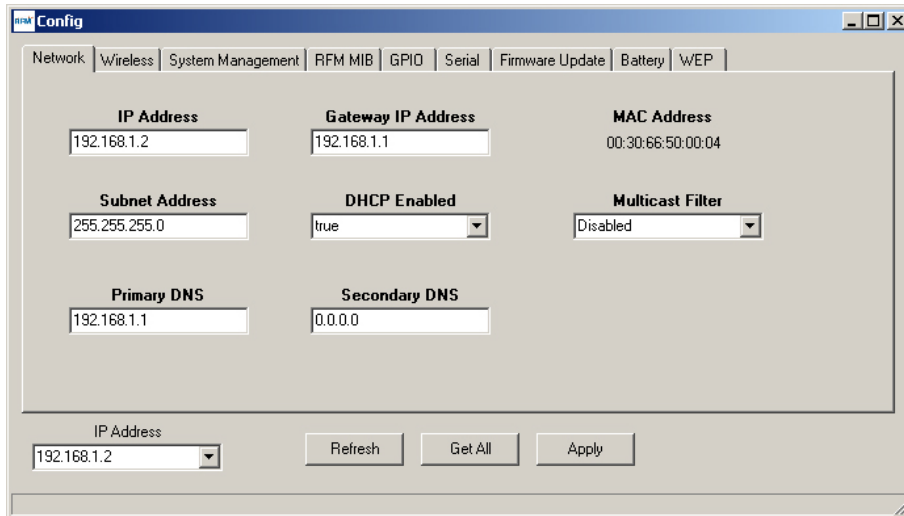 RFM Config
Network Wireless System Management RFM MIB GPIO Serial Firmware Update Battery WEP
IP Address Gateway IP Address MAC Address
192.168.1.2 192.168.1.1 00:30:66:50:00:04
Subnet Address DHCP Enabled Multicast Filter
255.255.255.0 true Disabled
Primary DNS Secondary DNS
192.168.1.1 0.0.0.0
IP Address
192.168.1.2 Refresh Get All Apply